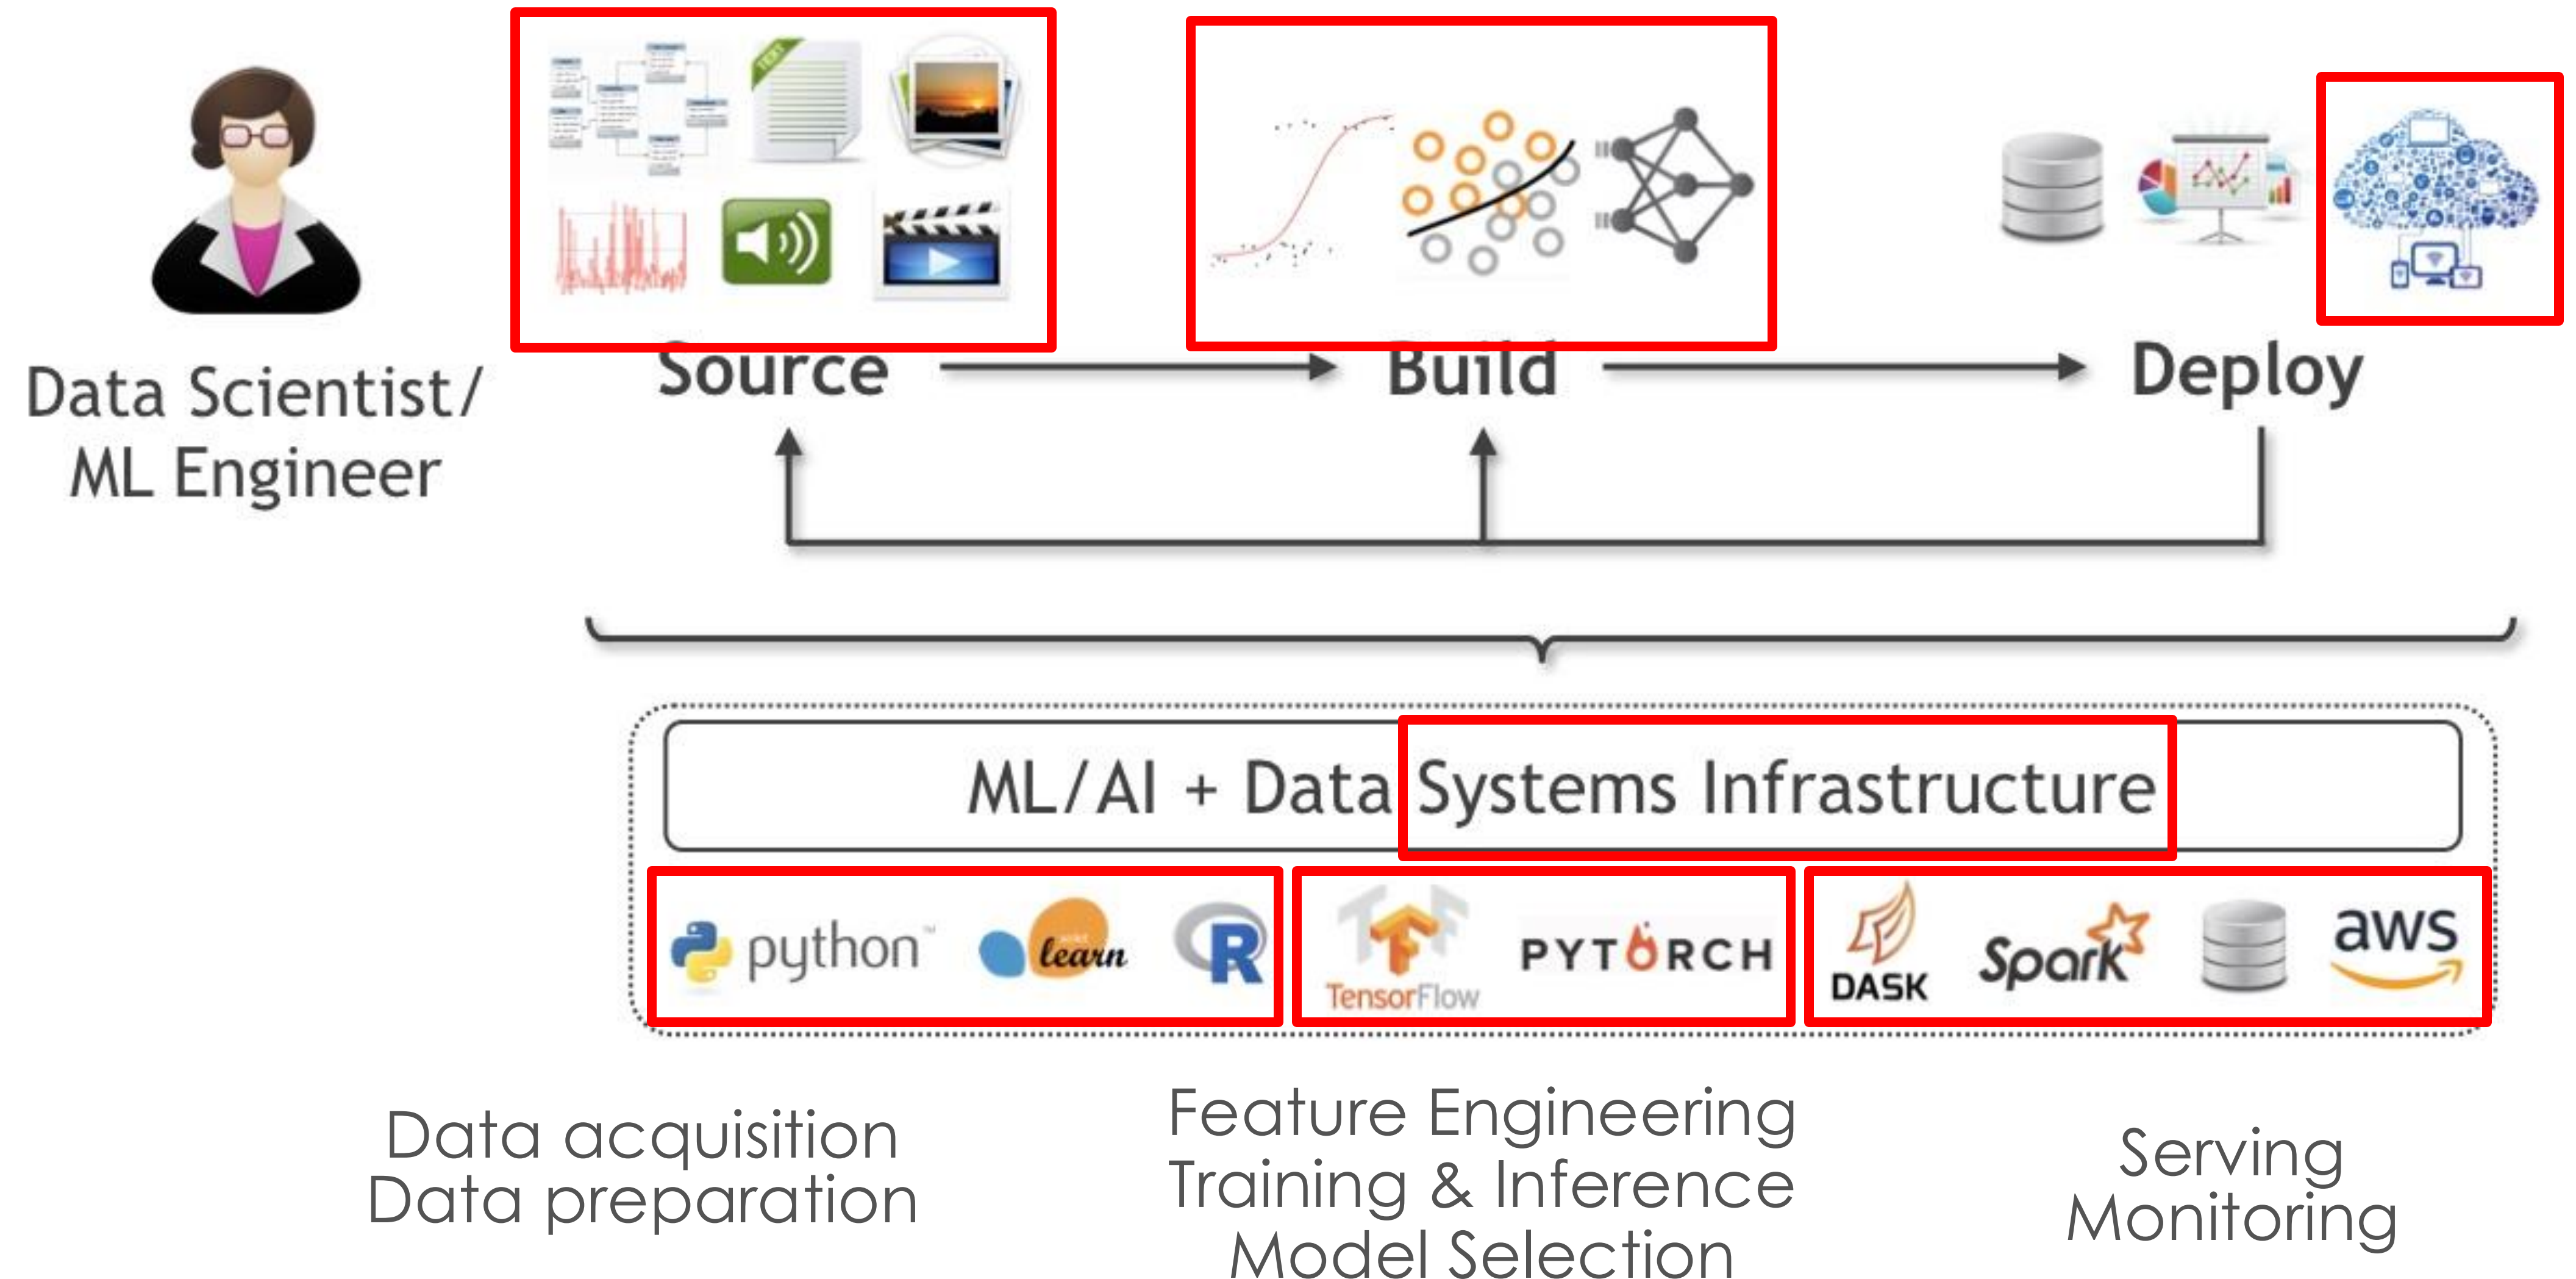 TEXT
Data Scientist/
ML Engineer
Source
Build
Deploy
ML/AI + Data Systems Infrastructure
python
learn
R
TensorFlow
PYTORCH
DASK
Spark
aws
Data acquisition
Data preparation
Feature Engineering
Training & Inference
Model Selection
Serving
Monitoring